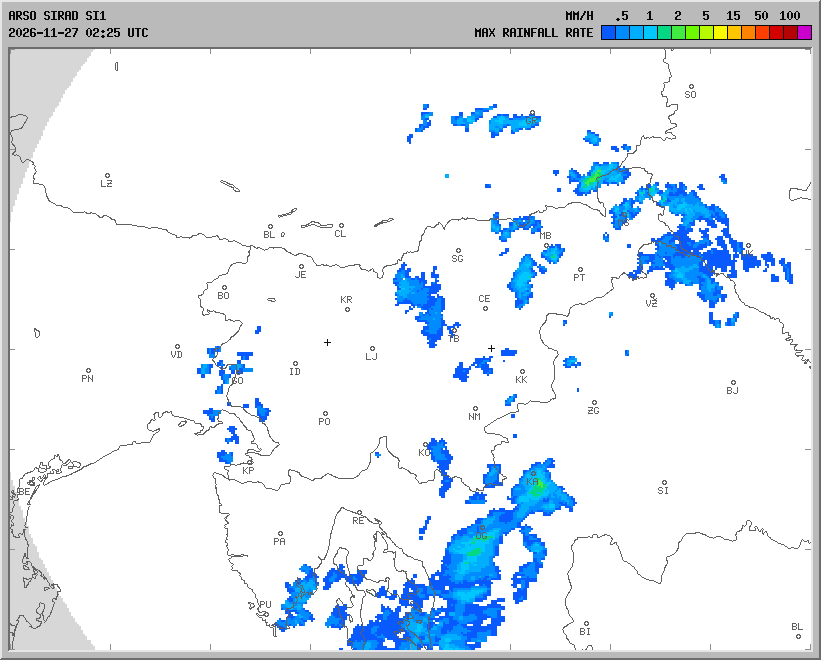 ARSO SIRAD SI1 MM/H .5 1 2 5 15 50 100
2026-11-27 02:25 UTC MAX RAINFALL RATE
SO
LZ
BL CL MB
SG
JE PT
BO KR CE VZ
TB
VD LJ
PN ID KK BJ
GO
PO NM ZG
KO
KP
BE SI
RE OG
PA
PU
BI BL